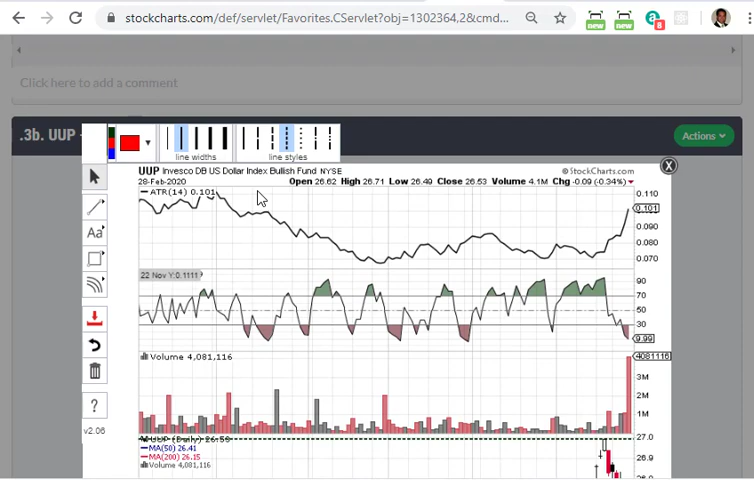 stockcharts.com/def/servlet/Favorites.CServlet?obj=1302364,2&cmd...
new
new
8
Click here to add a comment
.3b. UUP -
Actions
line widths
line styles
UUP Invesco DB US Dollar Index Bullish Fund NYSE
© StockCharts.com
28-Feb-2020
Open 26.62 High 26.71 Low 26.49 Close 26.53 Volume 4.1M Chg -0.09 (-0.34%)
ATR(14) 0.101
0.110
0.101
0.090
0.080
0.070
Aa
22 Nov Y:0.1111
90
70
50
30
9.99
?
v2.06
Volume 4,081,116
4081116
3M
2M
1M
UUP (Daily) 26.53
27.0
MA(50) 26.41
MA(200) 26.15
26.9
Volume 4,081,116